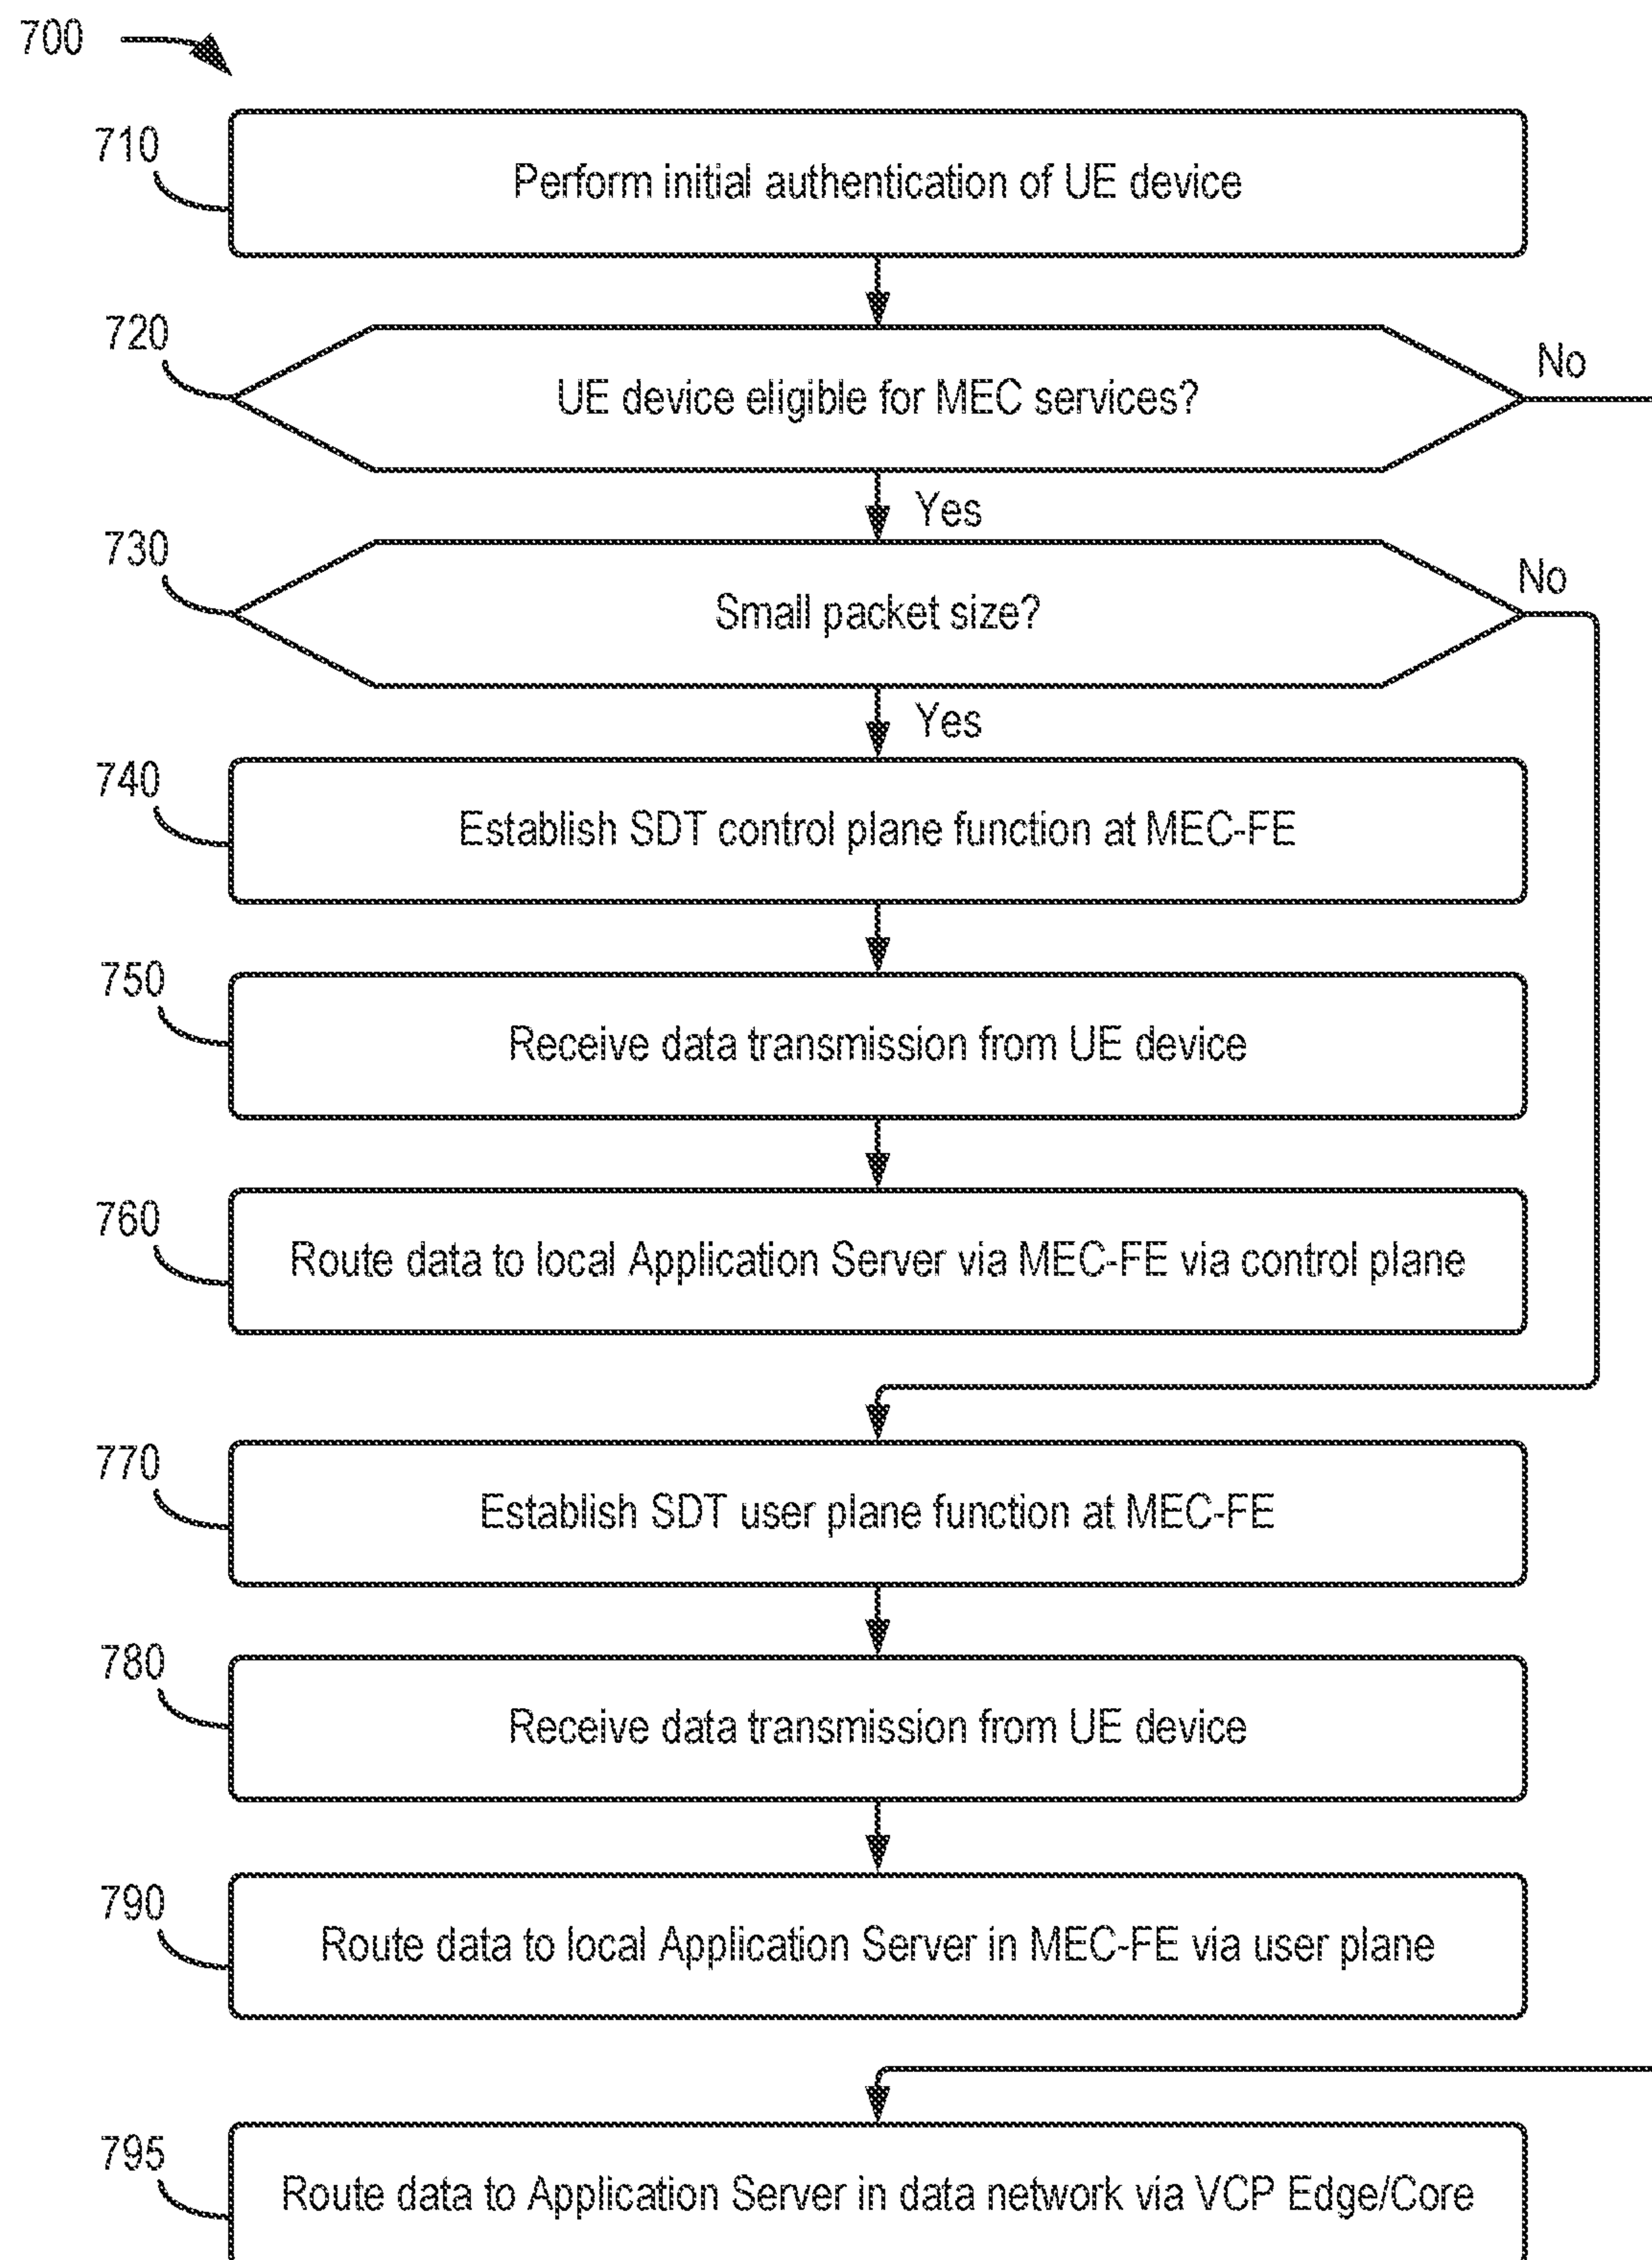 700
710
Perform initial authentication of UE device
720
UE device eligible for MEC services?
No
Yes
730
Small packet size?
No
Yes
740
Establish SDT control plane function at MEC-FE
750
Receive data transmission from UE device
760
Route data to local Application Server via MEC-FE via control plane
770
Establish SDT user plane function at MEC-FE
780
Receive data transmission from UE device
790
Route data to local Application Server in MEC-FE via user plane
795
Route data to Application Server in data network via VCP Edge/Core